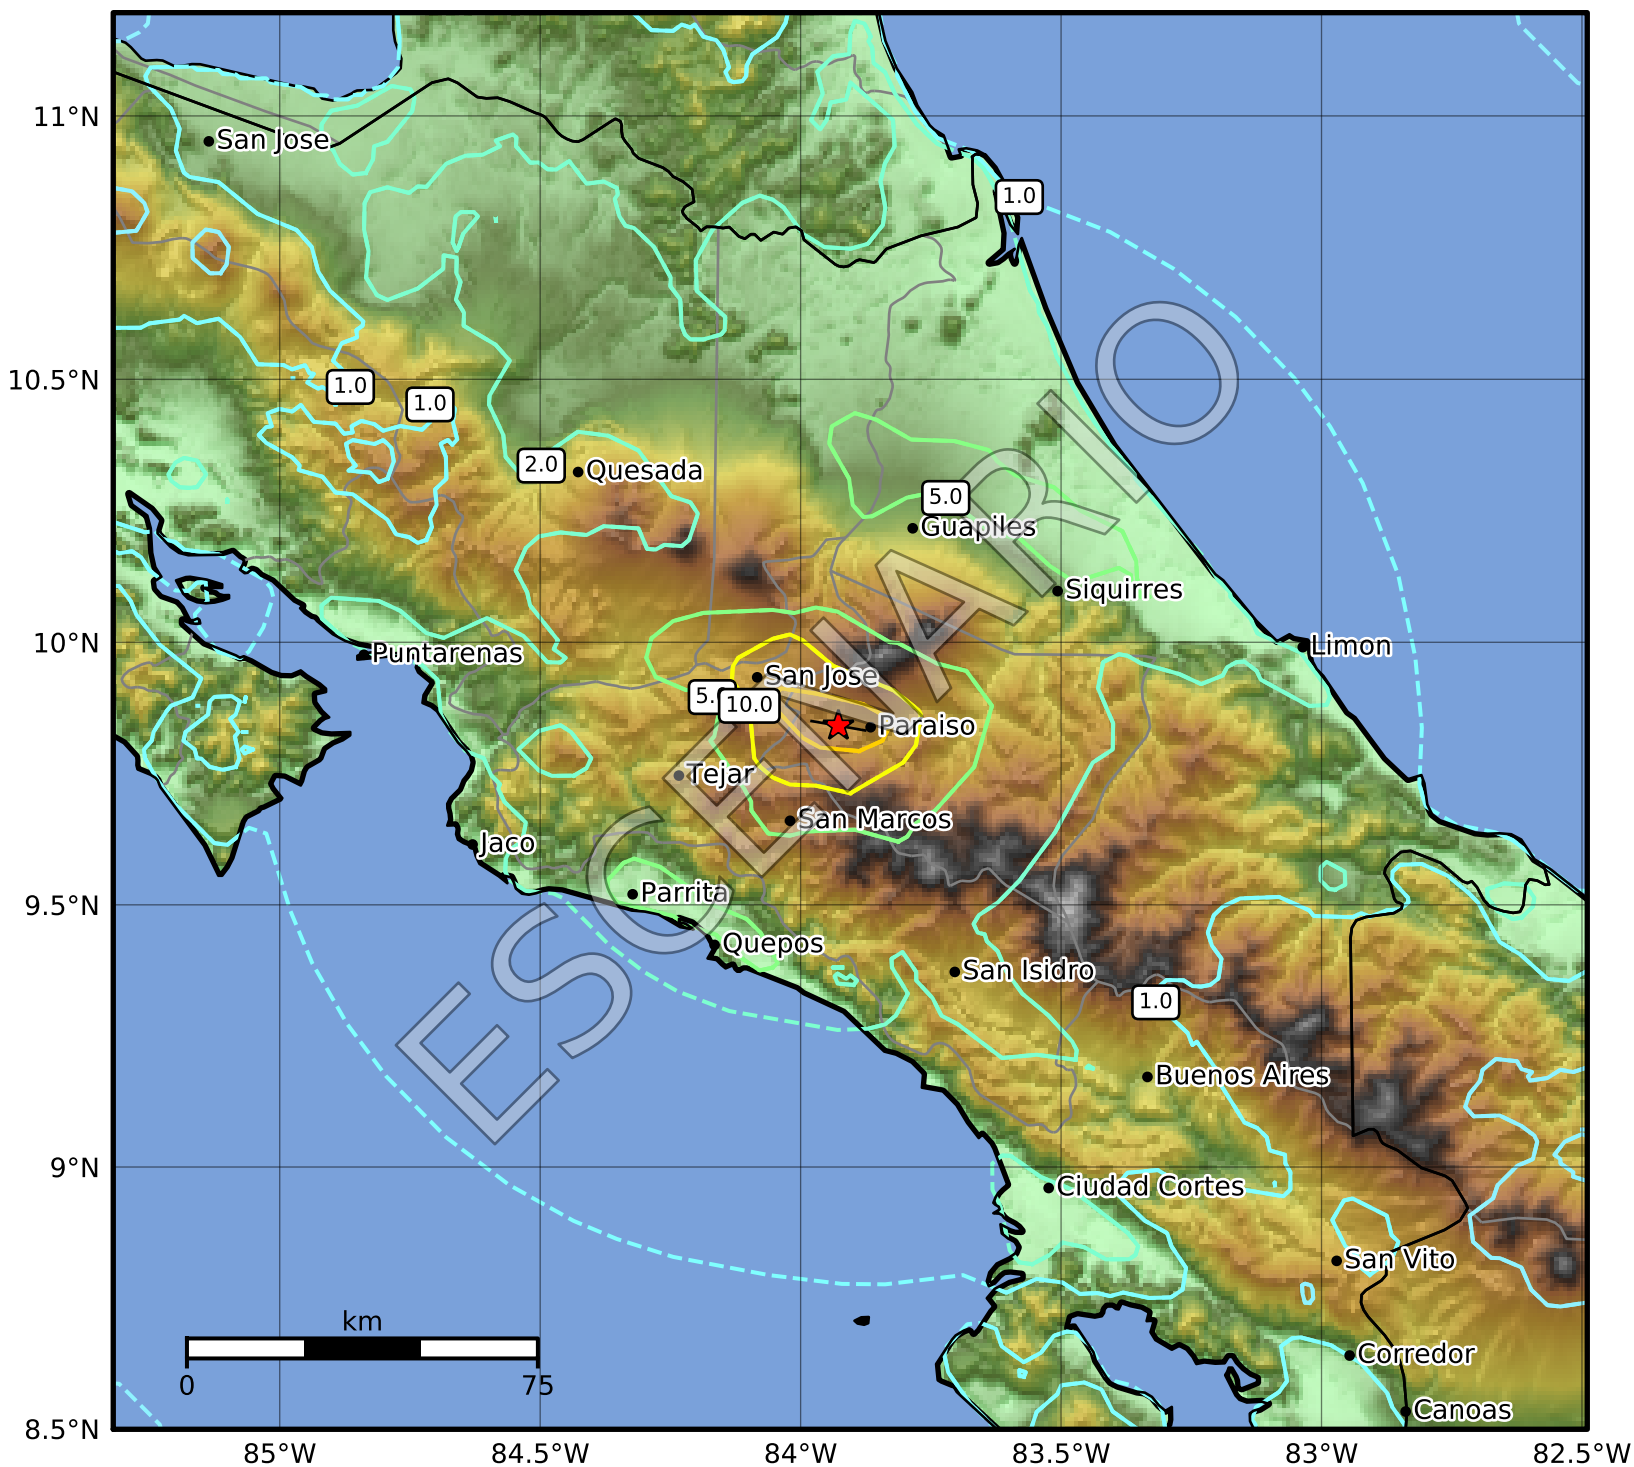 11°N
10.5°N
10°N
9.5°N
9°N
8.5°N
San Jose
1.0
1.0
1.0
2.0
Quesada
5.0
Guapiles
Siquirres
Limon
Puntarenas
San Jose
5.
10.0
Paraiso
Tejar
San Marcos
Jaco
Parrita
Quepos
San Isidro
1.0
Buenos Aires
Ciudad Cortes
San Vito
Corredor
Canoas
ESCENARIO
km
0 75
85°W 84.5°W 84°W 83.5°W 83°W 82.5°W